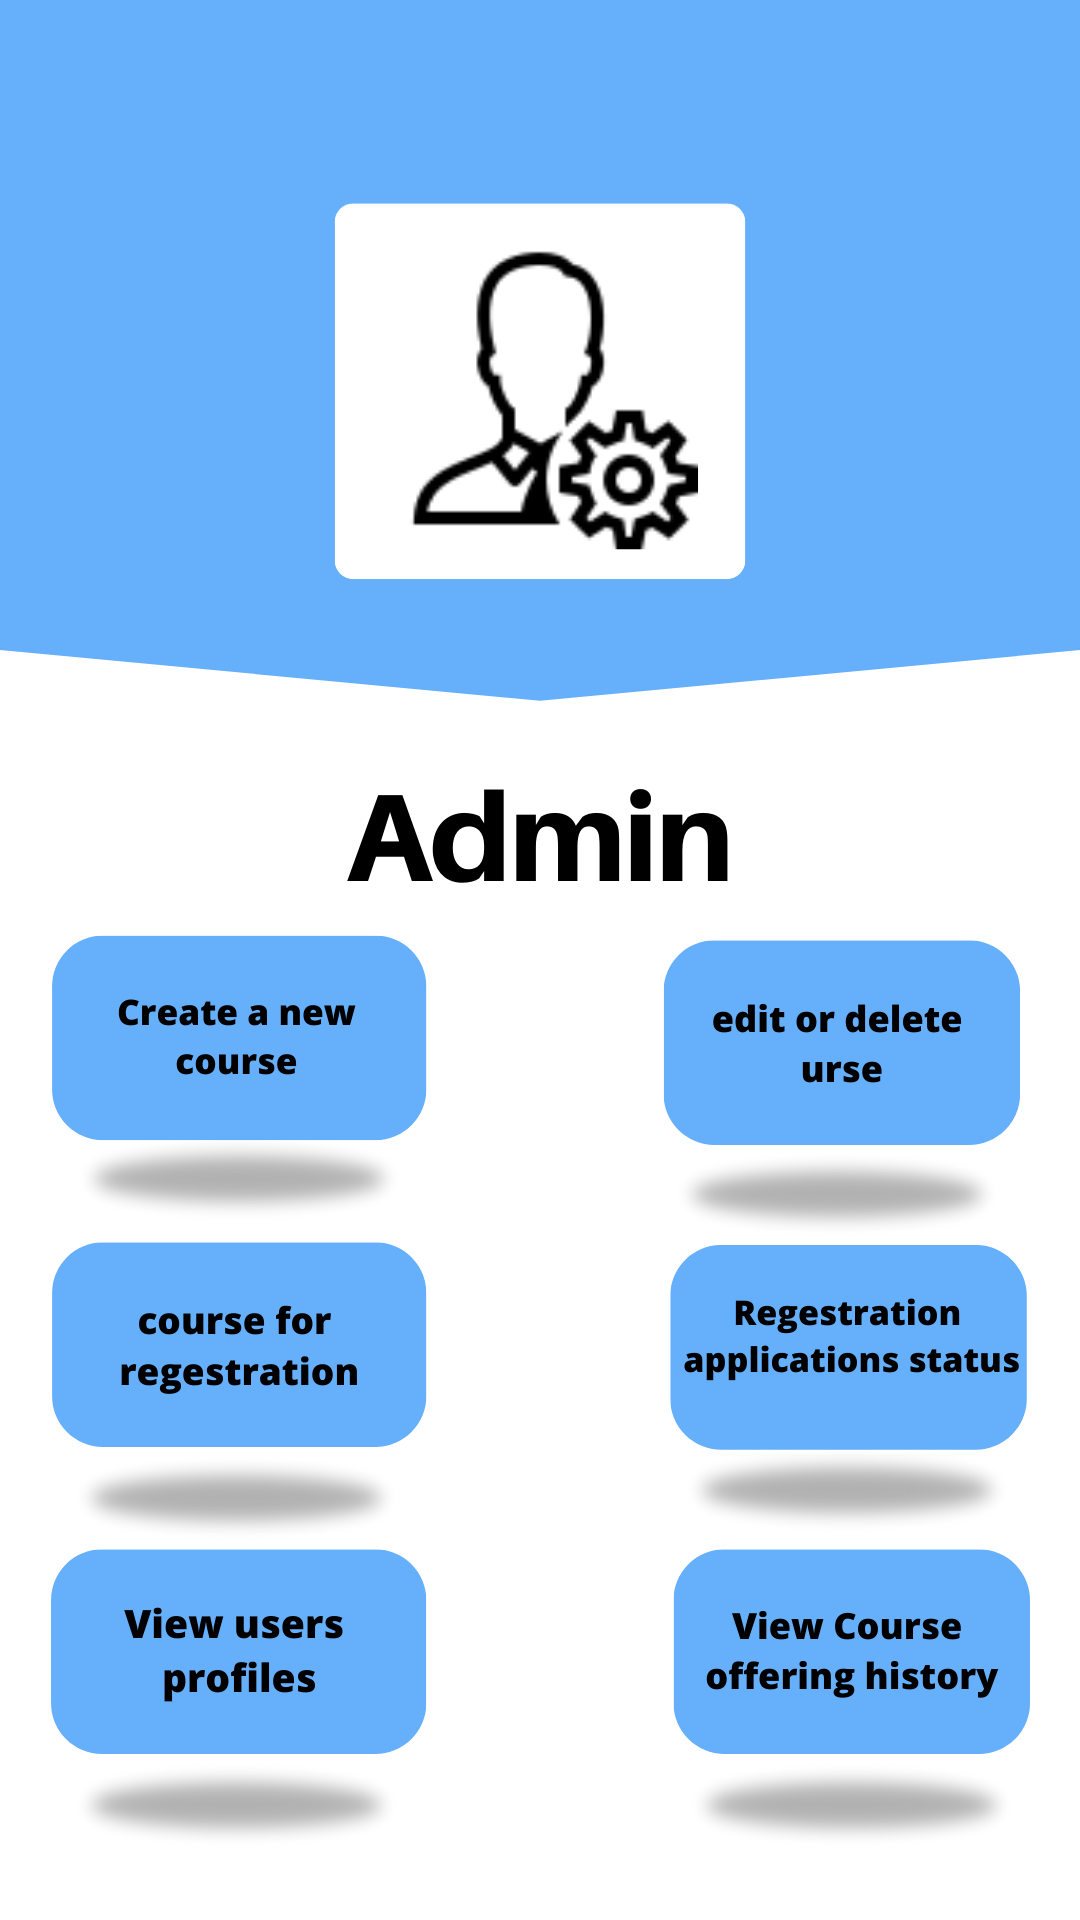 Admin
Create a new
course
edit or delete
urse
course for
regestration
Regestration
applications status
View users
profiles
View Course
offering history